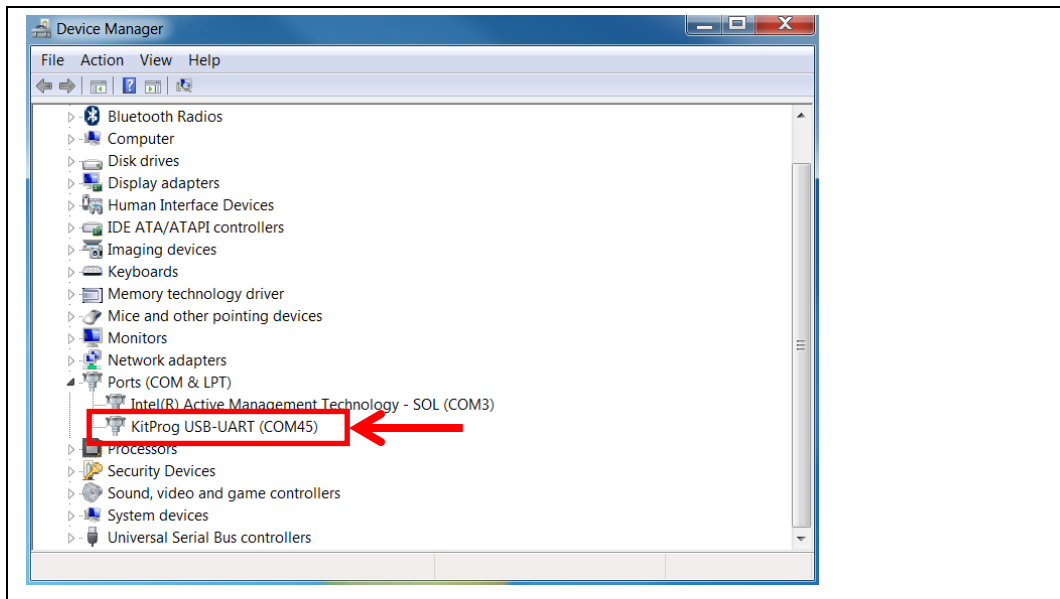 Device Manager
File Action View Help
Bluetooth Radios
Computer
Disk drives
Display adapters
Human Interface Devices
IDE ATA/ATAPI controllers
Imaging devices
Keyboards
Memory technology driver
Mice and other pointing devices
Monitors
Network adapters
Ports (COM & LPT)
Intel(R) Active Management Technology - SOL (COM3)
KitProg USB-UART (COM45)
Processors
Security Devices
Sound, video and game controllers
System devices
Universal Serial Bus controllers